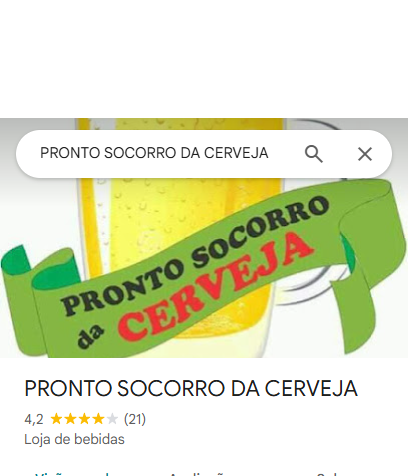 PRONTO SOCORRO DA CERVEJA
PRONTO SOCORRO
da CERVEJA
PRONTO SOCORRO DA CERVEJA
4,2 (21)
Loja de bebidas